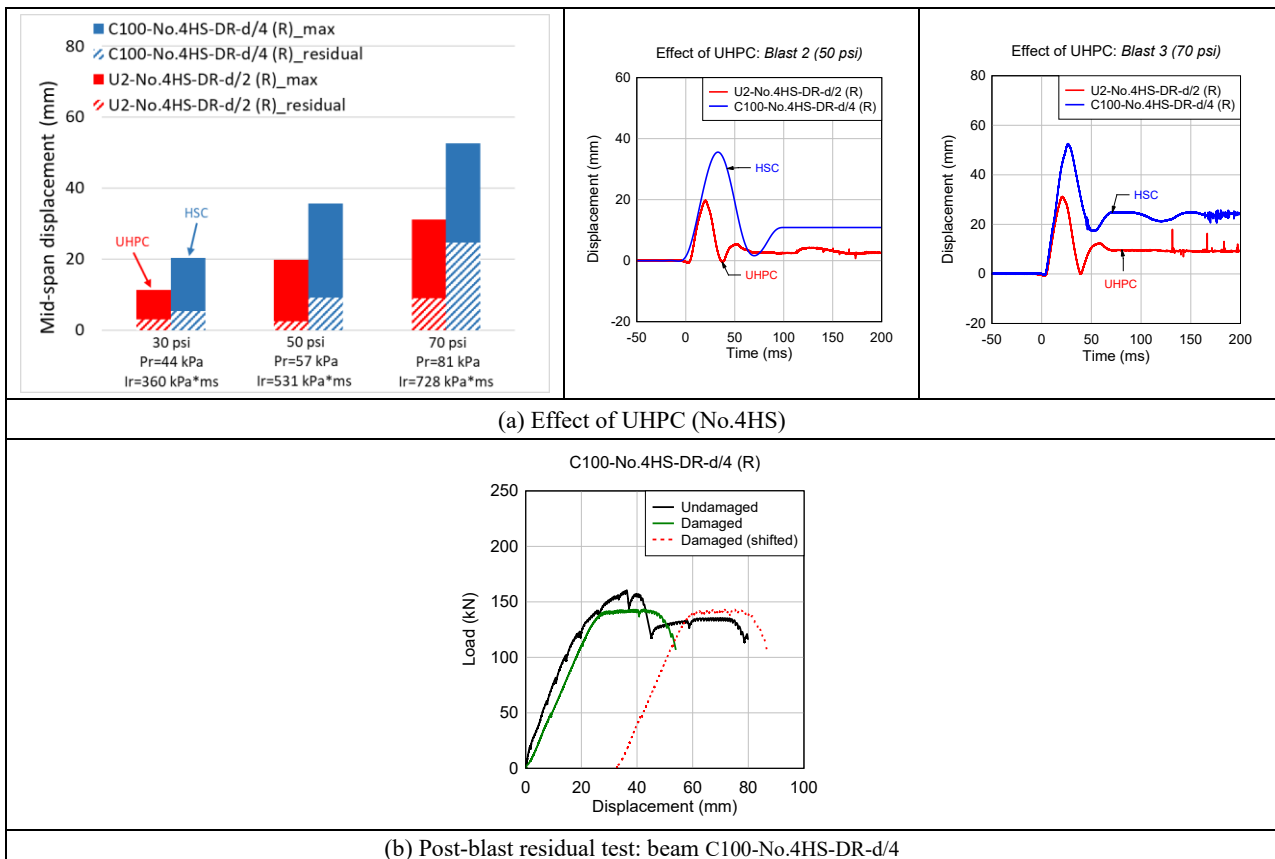 C100-No.4HS-DR-d/4 (R)_max
C100-No.4HS-DR-d/4 (R)_residual
U2-No.4HS-DR-d/2 (R)_max
U2-No.4HS-DR-d/2 (R)_residual
Mid-span displacement (mm)
80
60
40
20
0
UHPC
HSC
30 psi
Pr=44 kPa
Ir=360 kPa*ms
50 psi
Pr=57 kPa
Ir=531 kPa*ms
70 psi
Pr=81 kPa
Ir=728 kPa*ms
Effect of UHPC: Blast 2 (50 psi)
U2-No.4HS-DR-d/2 (R)
C100-No.4HS-DR-d/4 (R)
HSC
UHPC
Displacement (mm)
60
40
20
0
-20
-50 0 50 100 150 200
Time (ms)
Effect of UHPC: Blast 3 (70 psi)
U2-No.4HS-DR-d/2 (R)
C100-No.4HS-DR-d/4 (R)
HSC
UHPC
Displacement (mm)
80
60
40
20
0
-20
-50 0 50 100 150 200
Time (ms)
(a) Effect of UHPC (No.4HS)
C100-No.4HS-DR-d/4 (R)
Undamaged
Damaged
Damaged (shifted)
Load (kN)
250
200
150
100
50
0
0 20 40 60 80 100
Displacement (mm)
(b) Post-blast residual test: beam C100-No.4HS-DR-d/4